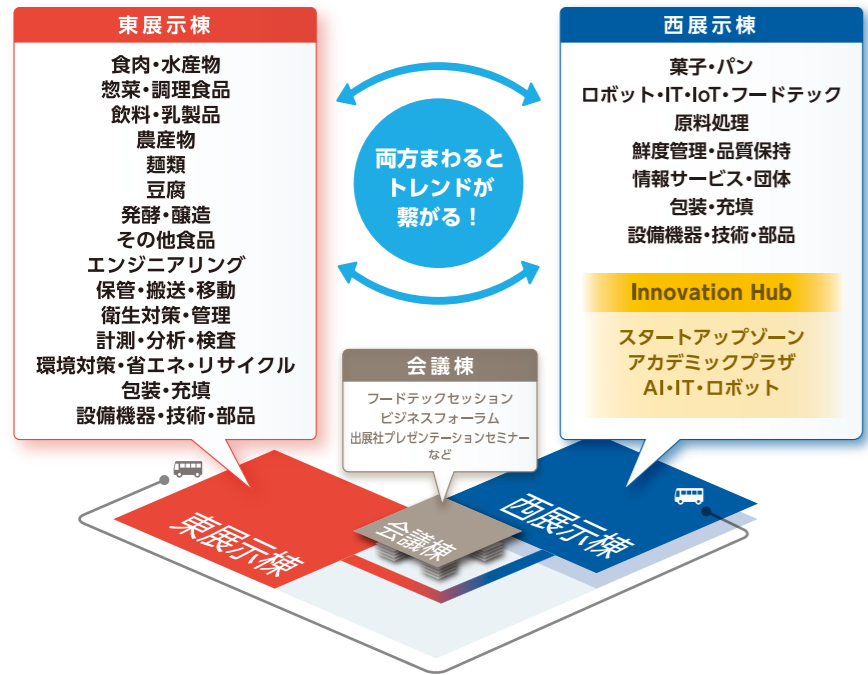 東展示棟
食肉・水産物
惣菜・調理食品
飲料・乳製品
農産物
麺類
豆腐
発酵・醸造
その他食品
エンジニアリング
保管・搬送・移動
衛生対策・管理
計測・分析・検査
環境対策・省エネ・リサイクル
包装・充填
設備機器・技術・部品
両方まわると
トレンドが
繋がる！
西展示棟
菓子・パン
ロボット・IT・IoT・フードテック
原料処理
鮮度管理・品質保持
情報サービス・団体
包装・充填
設備機器・技術・部品
Innovation Hub
スタートアップゾーン
アカデミックプラザ
AI・IT・ロボット
会議棟
フードテックセッション
ビジネスフォーラム
出展社プレゼンテーションセミナー
など
東展示棟
会議棟
西展示棟